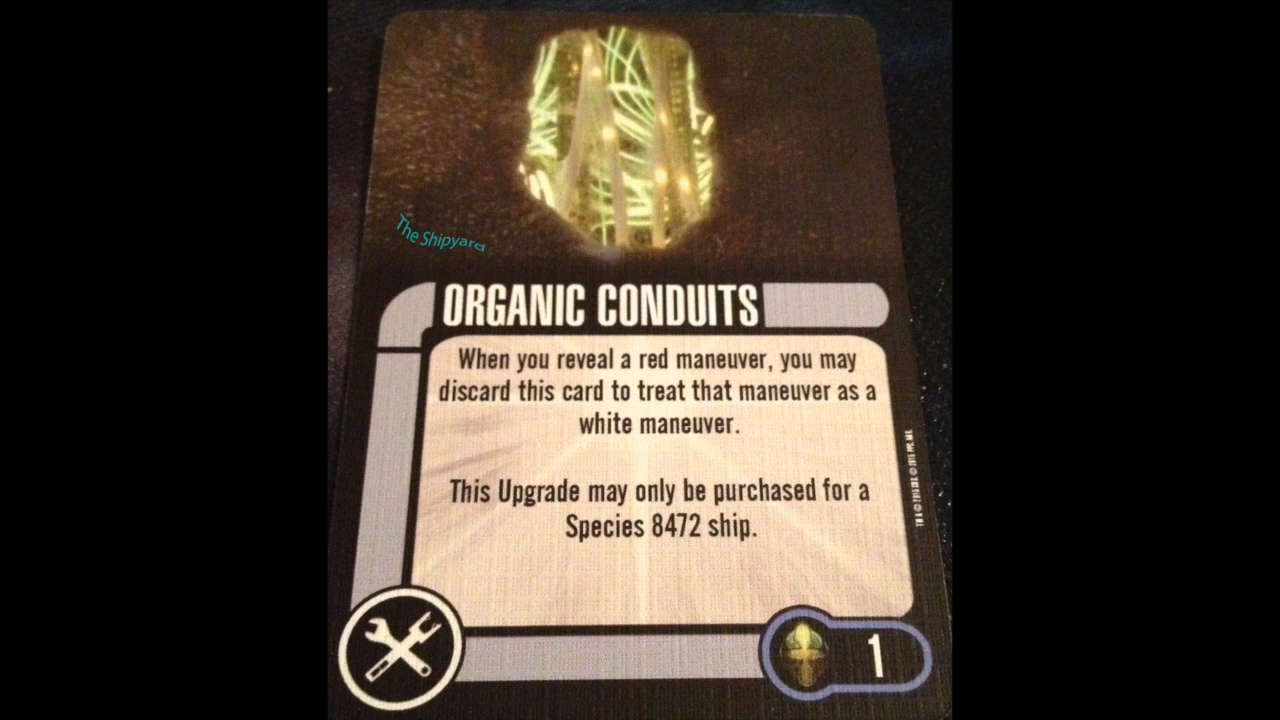 The Shipyard
ORGANIC CONDUITS
When you reveal a red maneuver, you may
discard this card to treat that maneuver as a
white maneuver.
This Upgrade may only be purchased for a
Species 8472 ship.
1